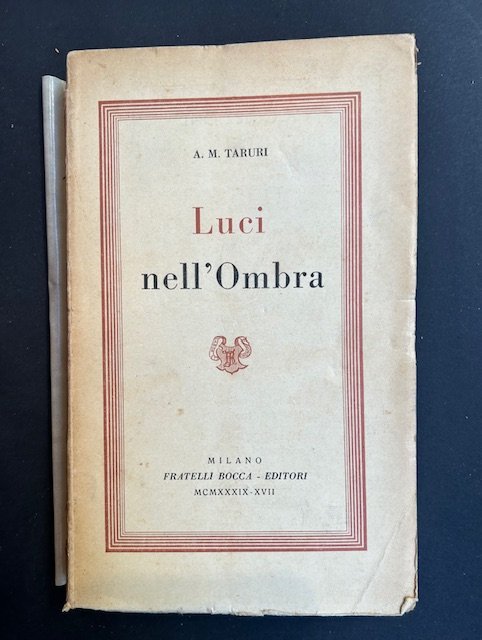 A. M. TARURI
Luci
nell'Ombra
MILANO
FRATELLI BOCCA - EDITORI
MCMXXXIX-XVII